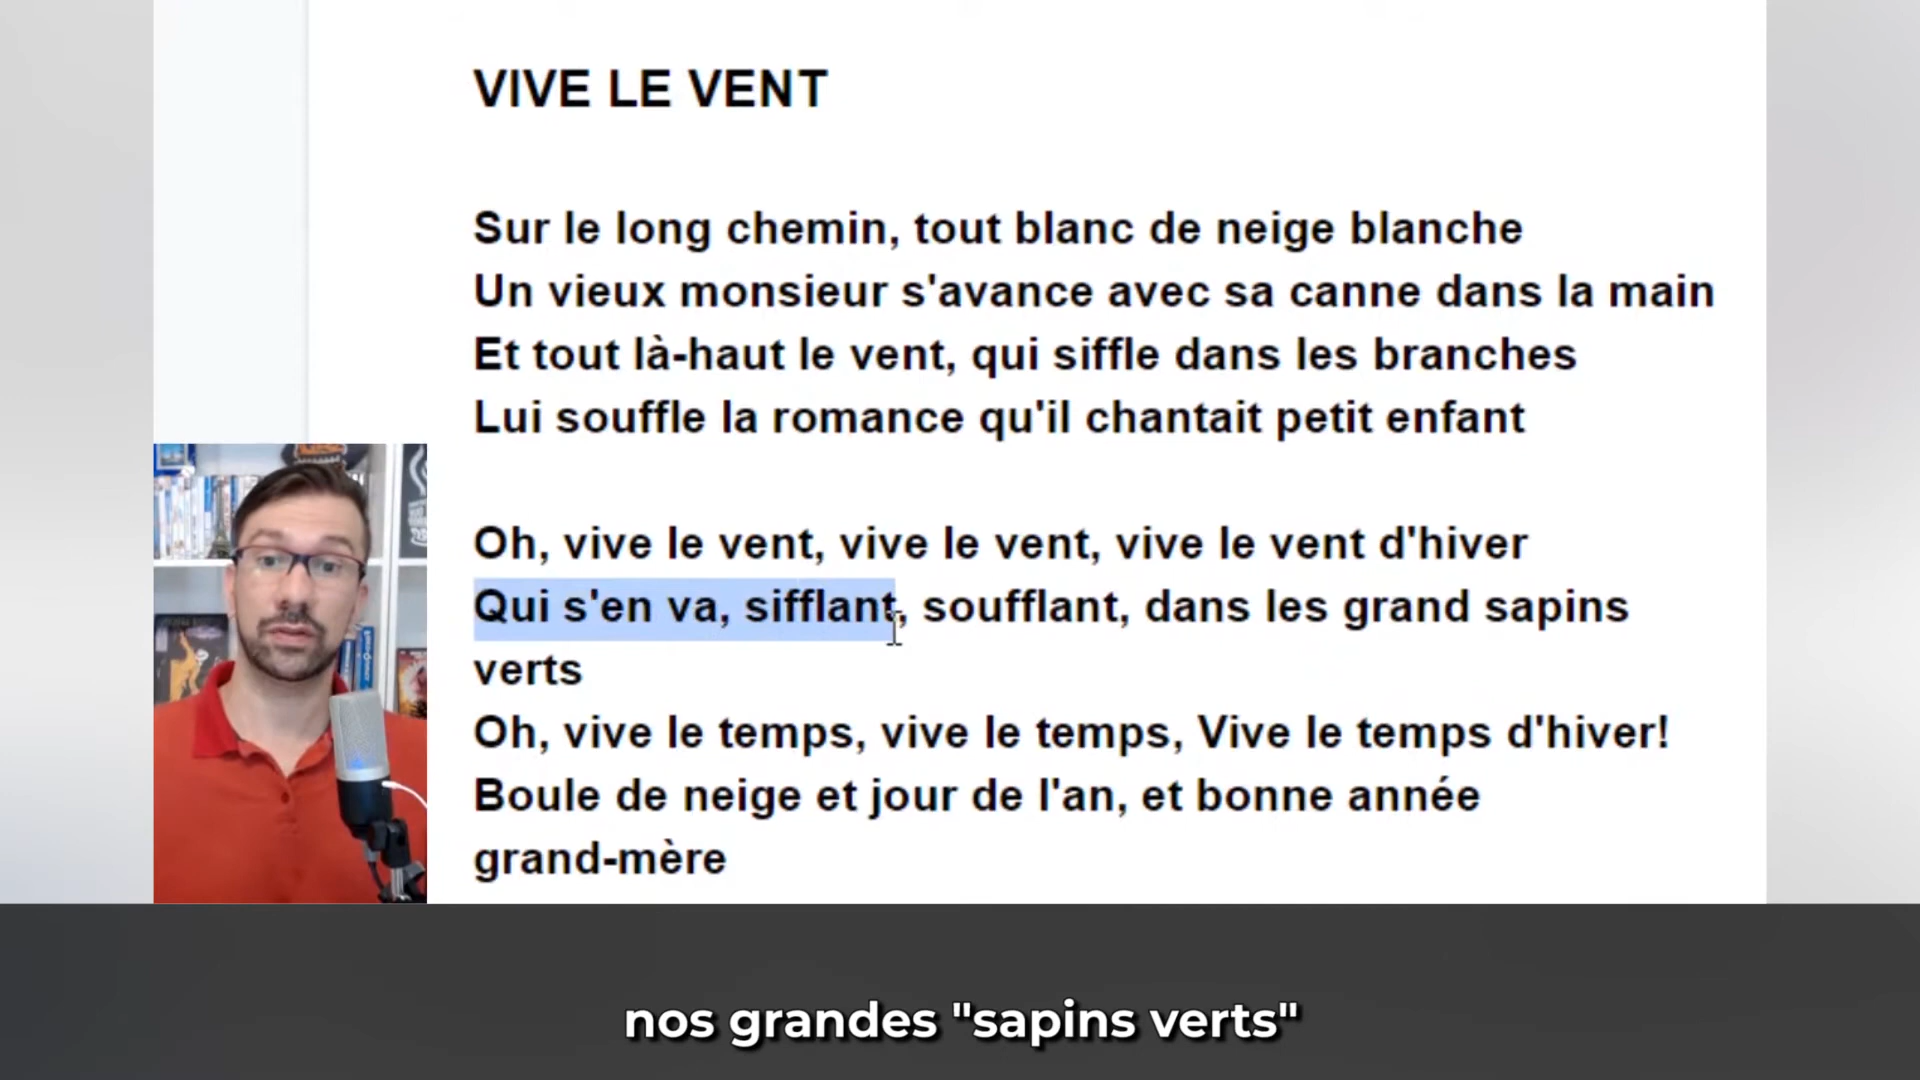 VIVE LE VENT
Sur le long chemin, tout blanc de neige blanche
Un vieux monsieur s'avance avec sa canne dans la main
Et tout là-haut le vent, qui siffle dans les branches
Lui souffle la romance qu'il chantait petit enfant
Oh, vive le vent, vive le vent, vive le vent d'hiver
Qui s'en va, sifflant, soufflant, dans les grand sapins
verts
Oh, vive le temps, vive le temps, Vive le temps d'hiver!
Boule de neige et jour de l'an, et bonne année
grand-mère
nos grandes "sapins verts"